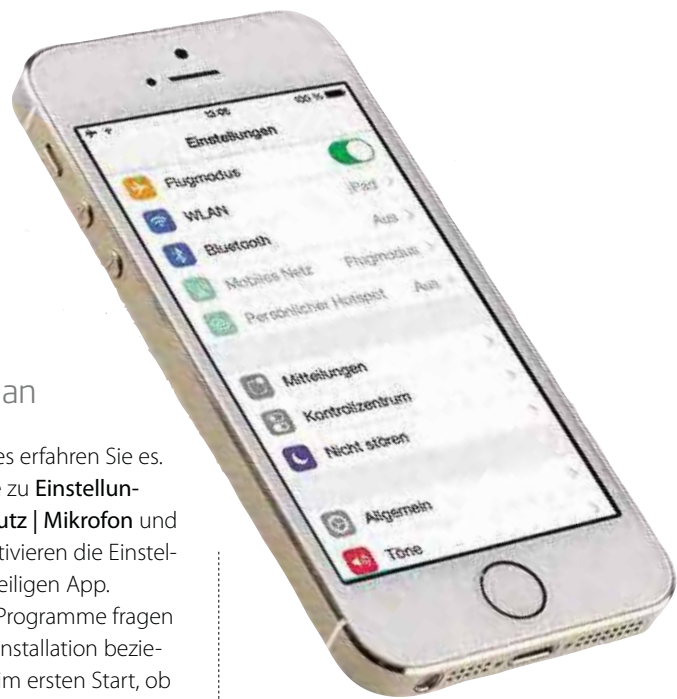 an
es erfahren Sie es.
e zu Einstellun-
utz | Mikrofon und
tivieren die Einstel-
eiligen App.
Programme fragen
nstallation bezie-
im ersten Start, ob
13:05
100 %
Einstellungen
Flugmodus
WLAN
iPad
Bluetooth
Aus
Mobiles Netz
Flugmodus
Persönlicher Hotspot
Aus
Mitteilungen
Kontrollzentrum
Nicht stören
Allgemein
Töne